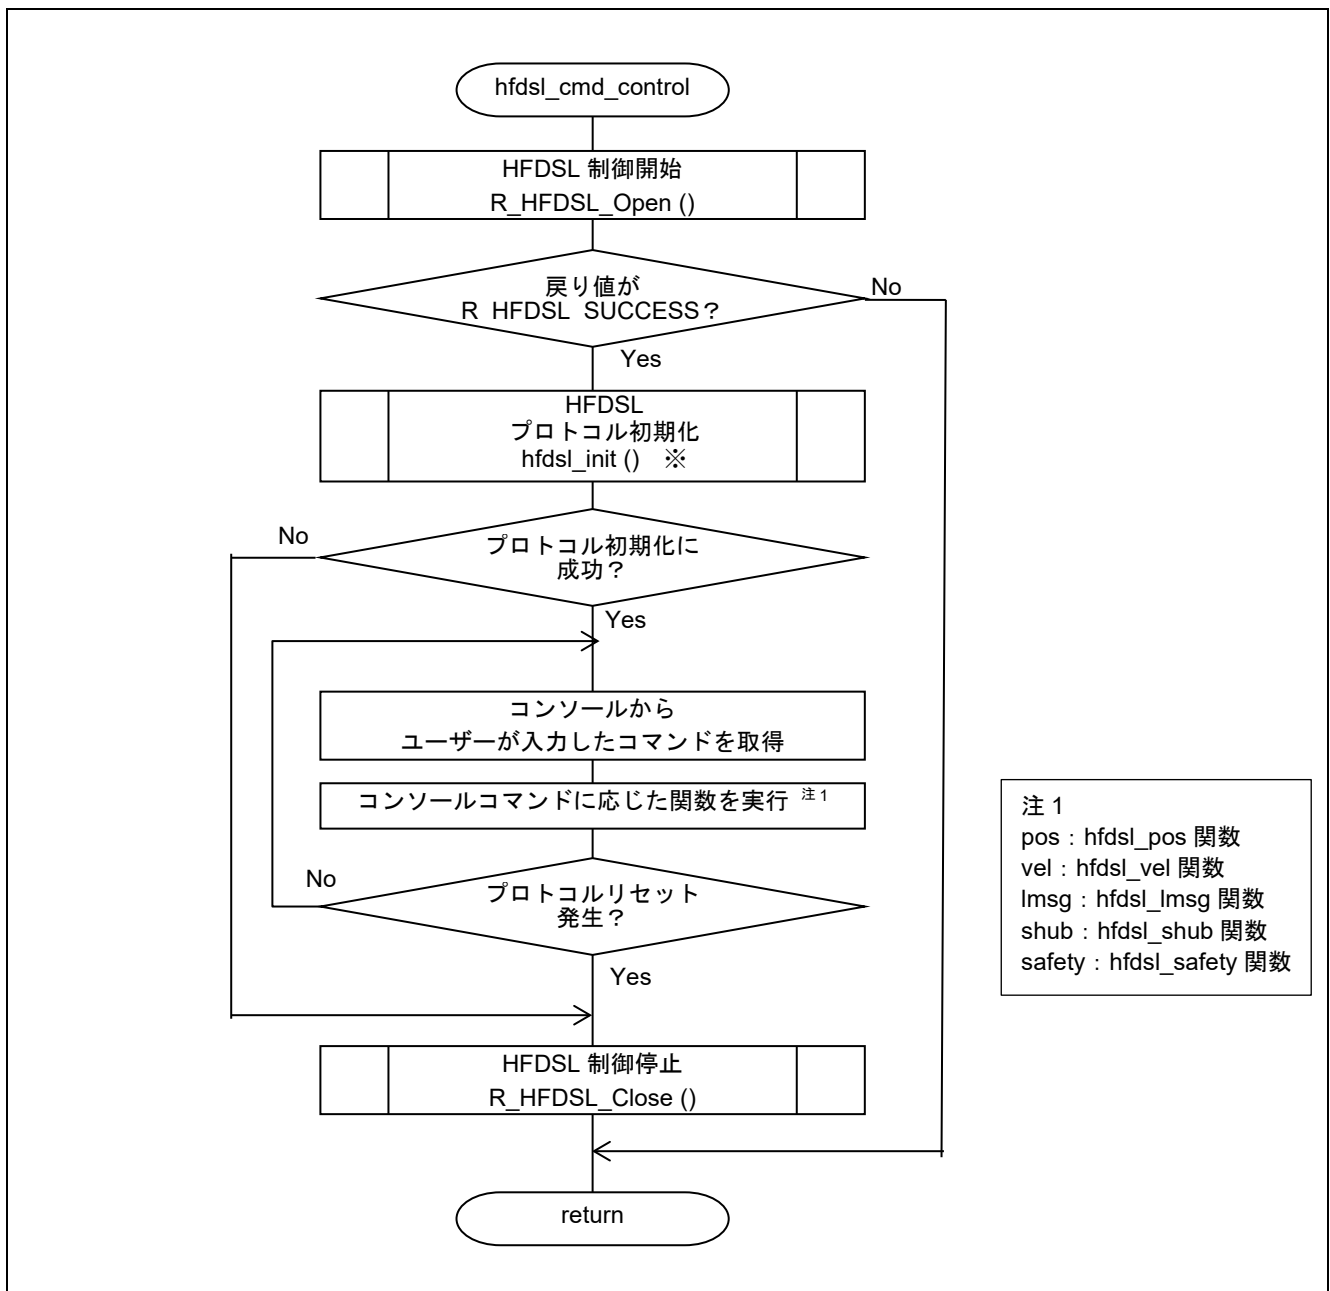 hfdsl_cmd_control
HFDSL 制御開始
R_HFDSL_Open ()
戻り値が
R HFDSL SUCCESS？
No
Yes
HFDSL
プロトコル初期化
hfdsl_init () ※
No
プロトコル初期化に
成功？
Yes
コンソールから
ユーザーが入力したコマンドを取得
コンソールコマンドに応じた関数を実行 注 1
No
プロトコルリセット
発生？
Yes
HFDSL 制御停止
R_HFDSL_Close ()
return
注 1
pos：hfdsl_pos 関数
vel：hfdsl_vel 関数
lmsg：hfdsl_lmsg 関数
shub：hfdsl_shub 関数
safety：hfdsl_safety 関数